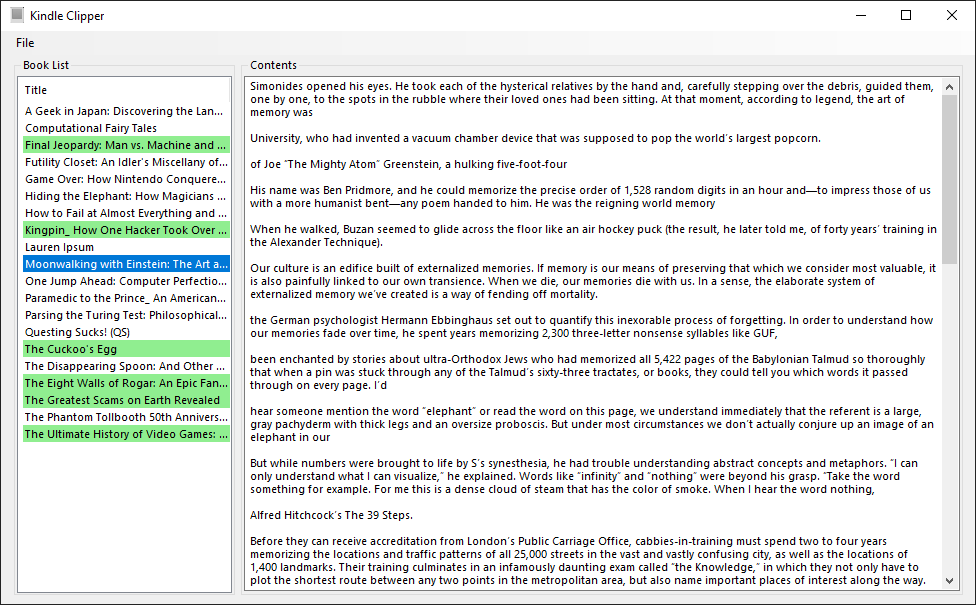 Kindle Clipper
File
Book List
Title
A Geek in Japan: Discovering the Lan...
Computational Fairy Tales
Final Jeopardy: Man vs. Machine and ...
Futility Closet: An Idler's Miscellany of...
Game Over: How Nintendo Conquere...
Hiding the Elephant: How Magicians ...
How to Fail at Almost Everything and ...
Kingpin_ How One Hacker Took Over ...
Lauren Ipsum
Moonwalking with Einstein: The Art a...
One Jump Ahead: Computer Perfectio...
Paramedic to the Prince_ An American...
Parsing the Turing Test: Philosophical...
Questing Sucks! (QS)
The Cuckoo's Egg
The Disappearing Spoon: And Other ...
The Eight Walls of Rogar: An Epic Fan...
The Greatest Scams on Earth Revealed
The Phantom Tollbooth 50th Annivers...
The Ultimate History of Video Games: ...
Contents
Simonides opened his eyes. He took each of the hysterical relatives by the hand and, carefully stepping over the debris, guided them,
one by one, to the spots in the rubble where their loved ones had been sitting. At that moment, according to legend, the art of
memory was
University, who had invented a vacuum chamber device that was supposed to pop the world's largest popcorn.
of Joe “The Mighty Atom” Greenstein, a hulking five-foot-four
His name was Ben Pridmore, and he could memorize the precise order of 1,528 random digits in an hour and—to impress those of us
with a more humanist bent—any poem handed to him. He was the reigning world memory
When he walked, Buzan seemed to glide across the floor like an air hockey puck (the result, he later told me, of forty years' training in
the Alexander Technique).
Our culture is an edifice built of externalized memories. If memory is our means of preserving that which we consider most valuable, it
is also painfully linked to our own transience. When we die, our memories die with us. In a sense, the elaborate system of
externalized memory we've created is a way of fending off mortality.
the German psychologist Hermann Ebbinghaus set out to quantify this inexorable process of forgetting. In order to understand how
our memories fade over time, he spent years memorizing 2,300 three-letter nonsense syllables like GUF,
been enchanted by stories about ultra-Orthodox Jews who had memorized all 5,422 pages of the Babylonian Talmud so thoroughly
that when a pin was stuck through any of the Talmud's sixty-three tractates, or books, they could tell you which words it passed
through on every page. I'd
hear someone mention the word “elephant” or read the word on this page, we understand immediately that the referent is a large,
gray pachyderm with thick legs and an oversize proboscis. But under most circumstances we don't actually conjure up an image of an
elephant in our
But while numbers were brought to life by S's synesthesia, he had trouble understanding abstract concepts and metaphors. “I can
only understand what I can visualize,” he explained. Words like “infinity” and “nothing” were beyond his grasp. “Take the word
something for example. For me this is a dense cloud of steam that has the color of smoke. When I hear the word nothing,
Alfred Hitchcock's The 39 Steps.
Before they can receive accreditation from London's Public Carriage Office, cabbies-in-training must spend two to four years
memorizing the locations and traffic patterns of all 25,000 streets in the vast and vastly confusing city, as well as the locations of
1,400 landmarks. Their training culminates in an infamously daunting exam called “the Knowledge,” in which they not only have to
plot the shortest route between any two points in the metropolitan area, but also name important places of interest along the way.